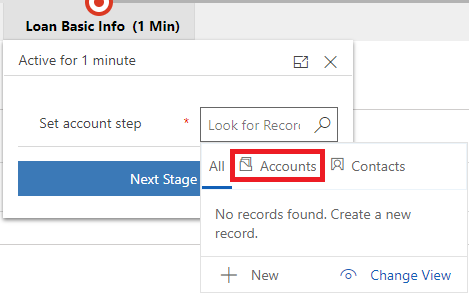 Loan Basic Info (1 Min)
Active for 1 minute
Set account step * Look for Recor
Next Stage
All Accounts Contacts
No records found. Create a new
record.
New Change View